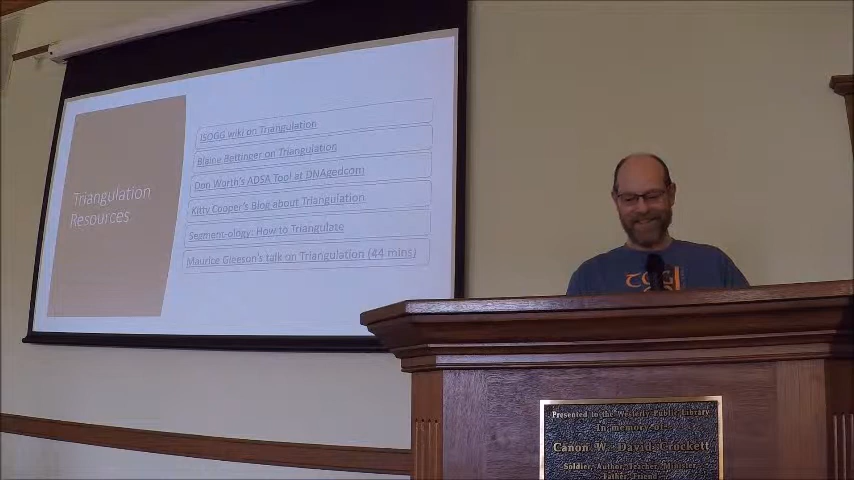 Triangulation
Resources
ISOGG wiki on Triangulation
Blaine Bettinger on Triangulation
Don Worth's ADSA Tool at DNAgedcom
Kitty Cooper's Blog about Triangulation
Segment-ology: How to Triangulate
Maurice Gleeson's talk on Triangulation (44 mins)
Presented to the Westerly Public Library
In memory of
Canon W. David Crockett
Soldier, Author, Teacher, Minister
Father, Friend